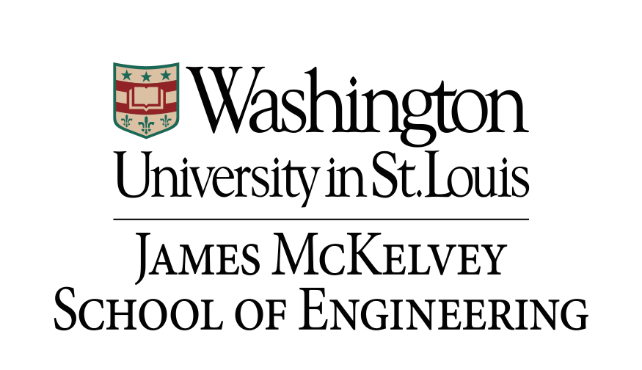 Washington
University in St. Louis
JAMES MCKELVEY
SCHOOL OF ENGINEERING